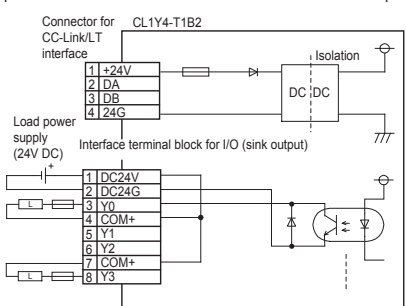 Connector for
CC-Link/LT
interface
CL1Y4-T1B2
Isolation
1 +24V
2 DA
3 DB
4 24G
DC DC
Load power
supply
(24V DC)
Interface terminal block for I/O (sink output)
+
1 DC24V
2 DC24G
3 Y0
4 COM+
5 Y1
6 Y2
7 COM+
8 Y3
L
L